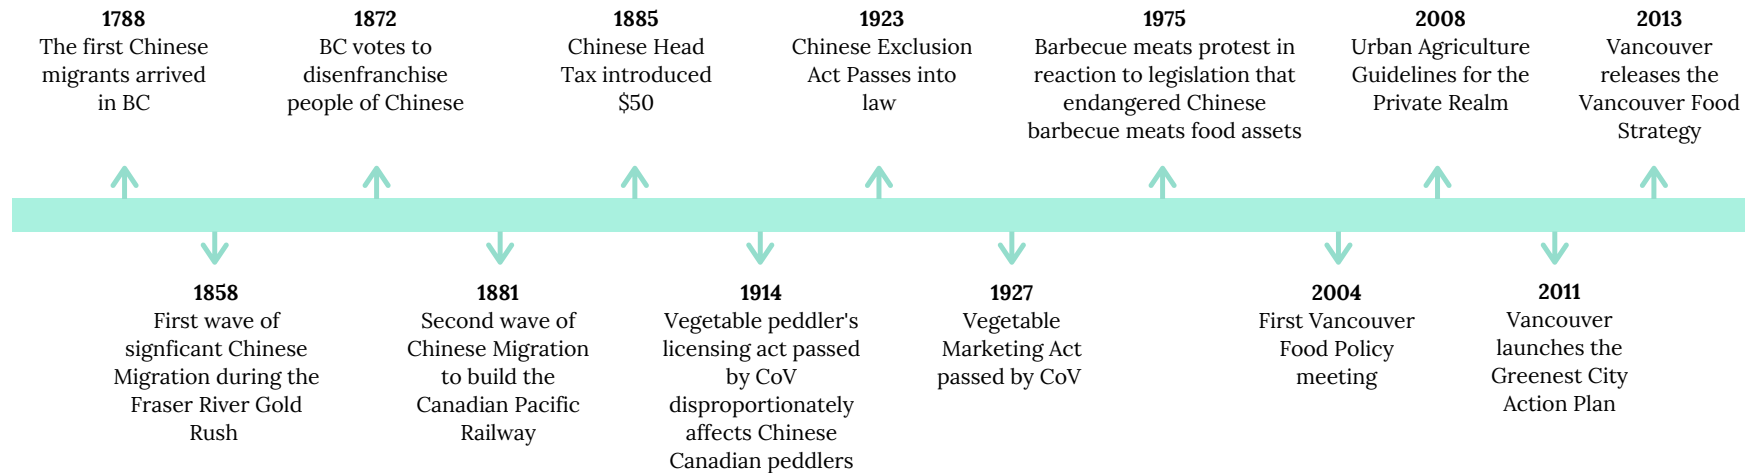 1788
The first Chinese
migrants arrived
in BC
1872
BC votes to
disenfranchise
people of Chinese
1885
Chinese Head
Tax introduced
$50
1923
Chinese Exclusion
Act Passes into
law
1975
Barbecue meats protest in
reaction to legislation that
endangered Chinese
barbecue meats food assets
2008
Urban Agriculture
Guidelines for the
Private Realm
2013
Vancouver
releases the
Vancouver Food
Strategy
1858
First wave of
signficant Chinese
Migration during the
Fraser River Gold
Rush
1881
Second wave of
Chinese Migration
to build the
Canadian Pacific
Railway
1914
Vegetable peddler's
licensing act passed
by CoV
disproportionately
affects Chinese
Canadian peddlers
1927
Vegetable
Marketing Act
passed by CoV
2004
First Vancouver
Food Policy
meeting
2011
Vancouver
launches the
Greenest City
Action Plan